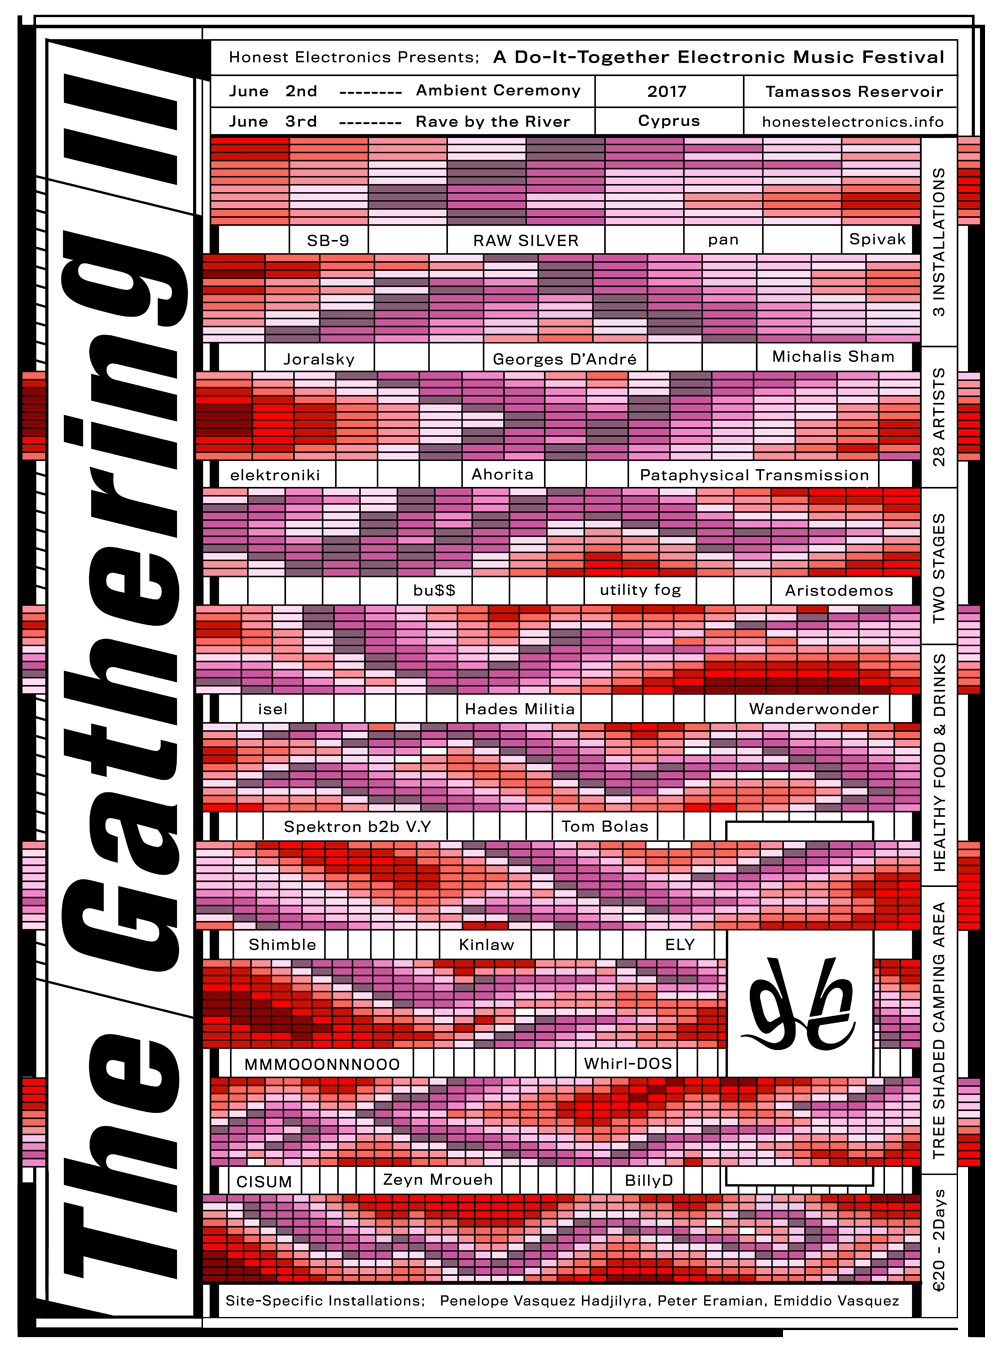 The Gathering III
Honest Electronics Presents; A Do-It-Together Electronic Music Festival
June 2nd -------- Ambient Ceremony 2017 Tamassos Reservoir
June 3rd -------- Rave by the River Cyprus honestelectronics.info
SB-9 RAW SILVER pan Spivak
Joralsky Georges D'André Michalis Sham
elektroniki Ahorita Pataphysical Transmission
bu$$ utility fog Aristodemos
isel Hades Militia Wanderwonder
Spektron b2b V.Y Tom Bolas
Shimble Kinlaw ELY
MMMOOONNNOOO Whirl-DOS
CISUM Zeyn Mroueh BillyD
Site-Specific Installations; Penelope Vasquez Hadjilyra, Peter Eramian, Emiddio Vasquez
3 INSTALLATIONS
28 ARTISTS
TWO STAGES
HEALTHY FOOD & DRINKS
TREE SHADED CAMPING AREA
€20 - 2Days